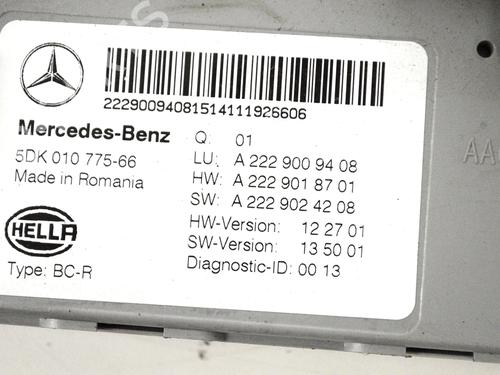 22290094081514111926606
Mercedes-Benz
5DK 010 775-66
Made in Romania
HELLA
Type: BC-R
Q: 01
LU: A 222 900 94 08
HW: A 222 901 87 01
SW: A 222 902 42 08
HW-Version: 12 27 01
SW-Version: 13 50 01
Diagnostic-ID: 00 13
AA